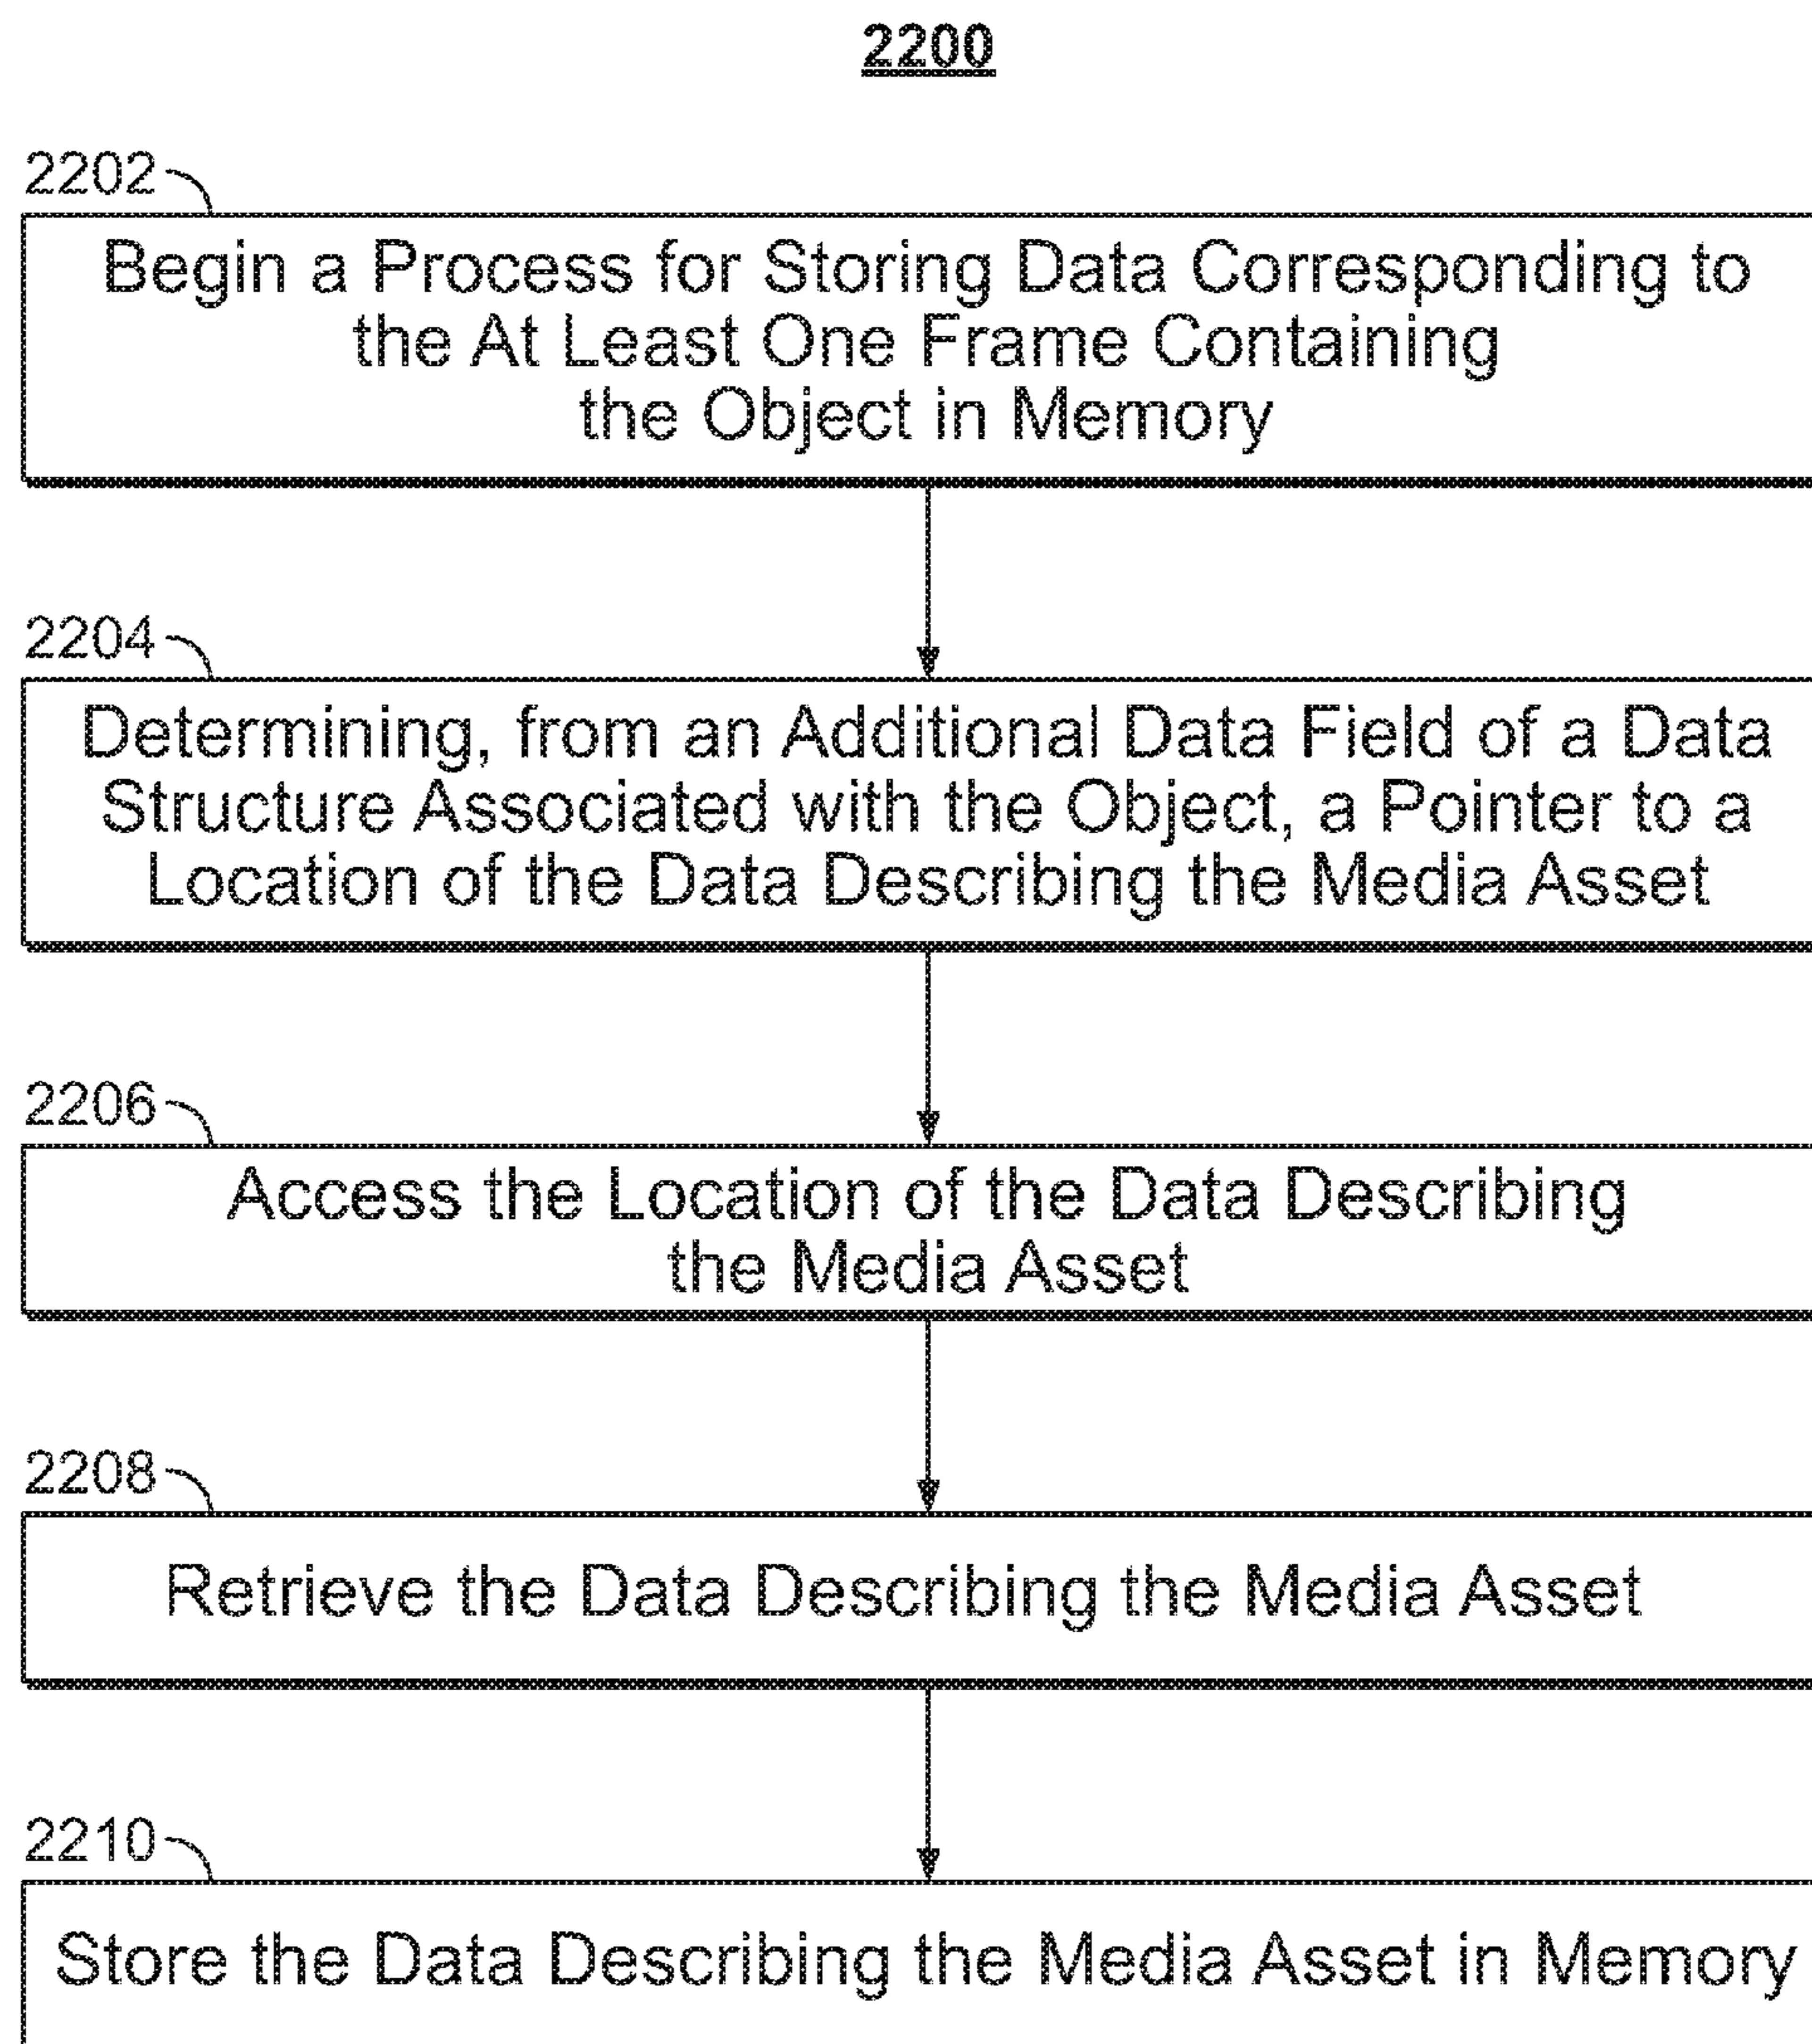 2200
2202
Begin a Process for Storing Data Corresponding to
the At Least One Frame Containing
the Object in Memory
2204
Determining, from an Additional Data Field of a Data
Structure Associated with the Object, a Pointer to a
Location of the Data Describing the Media Asset
2206
Access the Location of the Data Describing
the Media Asset
2208
Retrieve the Data Describing the Media Asset
2210
Store the Data Describing the Media Asset in Memory